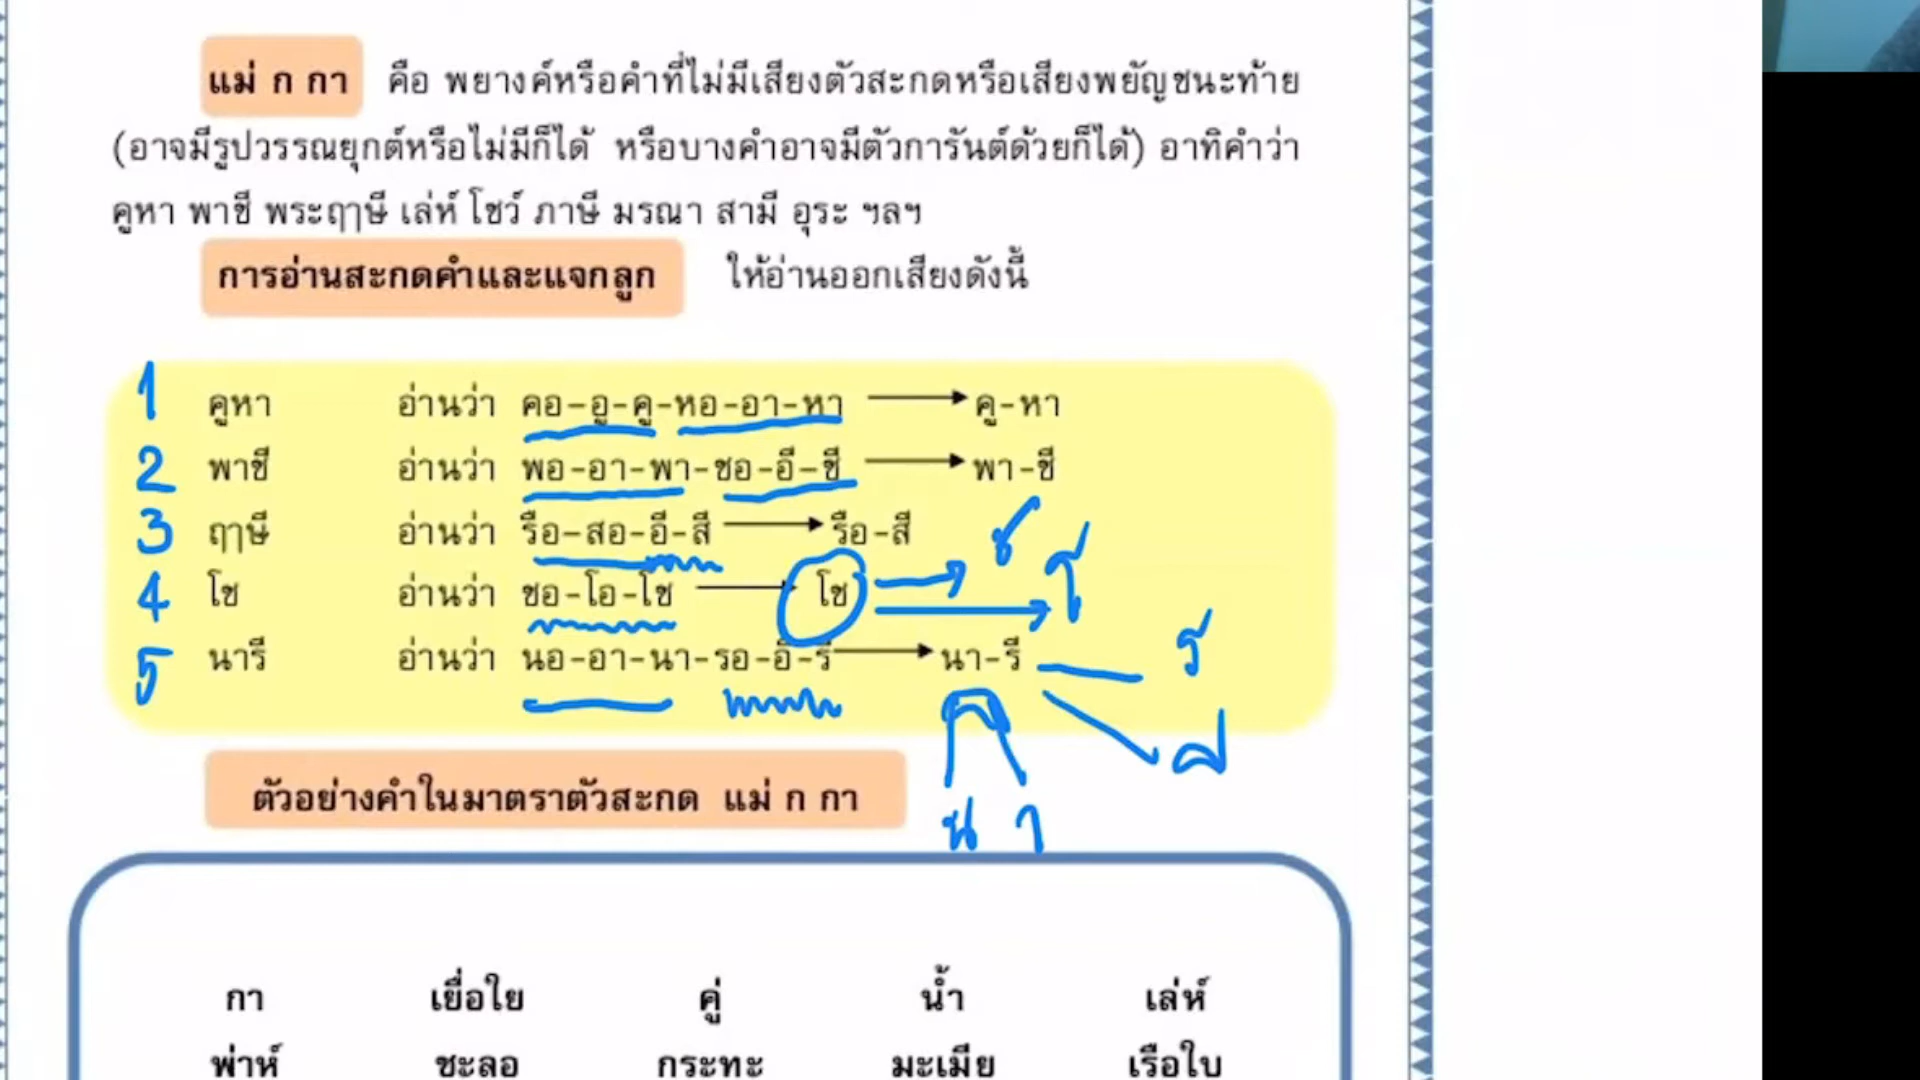 แม่ ก กา คือ พยางค์หรือคำที่ไม่มีเสียงตัวสะกดหรือเสียงพยัญชนะท้าย
(อาจมีรูปวรรณยุกต์หรือไม่มีก็ได้ หรือบางคำอาจมีตัวการันต์ด้วยก็ได้) อาทิคำว่า
คูหา พาชี พระฤๅษี เล่ห์ โชว์ ภาษี มรณา สามี อุระ ฯลฯ
การอ่านสะกดคำและแจกลูก ให้อ่านออกเสียงดังนี้
1 คูหา อ่านว่า คอ-อู-คู-หอ-อา-หา คู-หา
2 พาชี อ่านว่า พอ-อา-พา-ชอ-อี-ชี พา-ชี
3 ฤๅษี อ่านว่า รือ-สอ-อี-สี รือ-สี ช
4 โช อ่านว่า ชอ-โอ-โช โช โ
5 นารี อ่านว่า นอ-อา-นา-รอ-อี-รี นา-รี ร
 ี
น า
ตัวอย่างคำในมาตราตัวสะกด แม่ ก กา
กา เยื่อใย คู่ น้ำ เล่ห์
พ่าห์ ชะลอ กระทะ มะเมีย เรือใบ